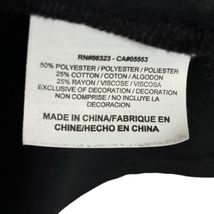 RN#56323 - CA#05553
50% POLYESTER / POLYESTER / POLIESTER
25% COTTON / COTON / ALGODON
25% RAYON / VISCOSE / VISCOSA
EXCLUSIVE OF DECORATION / DECORATION
NON COMPRISE / NO INCLUYE LA
DECORACION
MADE IN CHINA/FABRIQUE EN
CHINE/HECHO EN CHINA